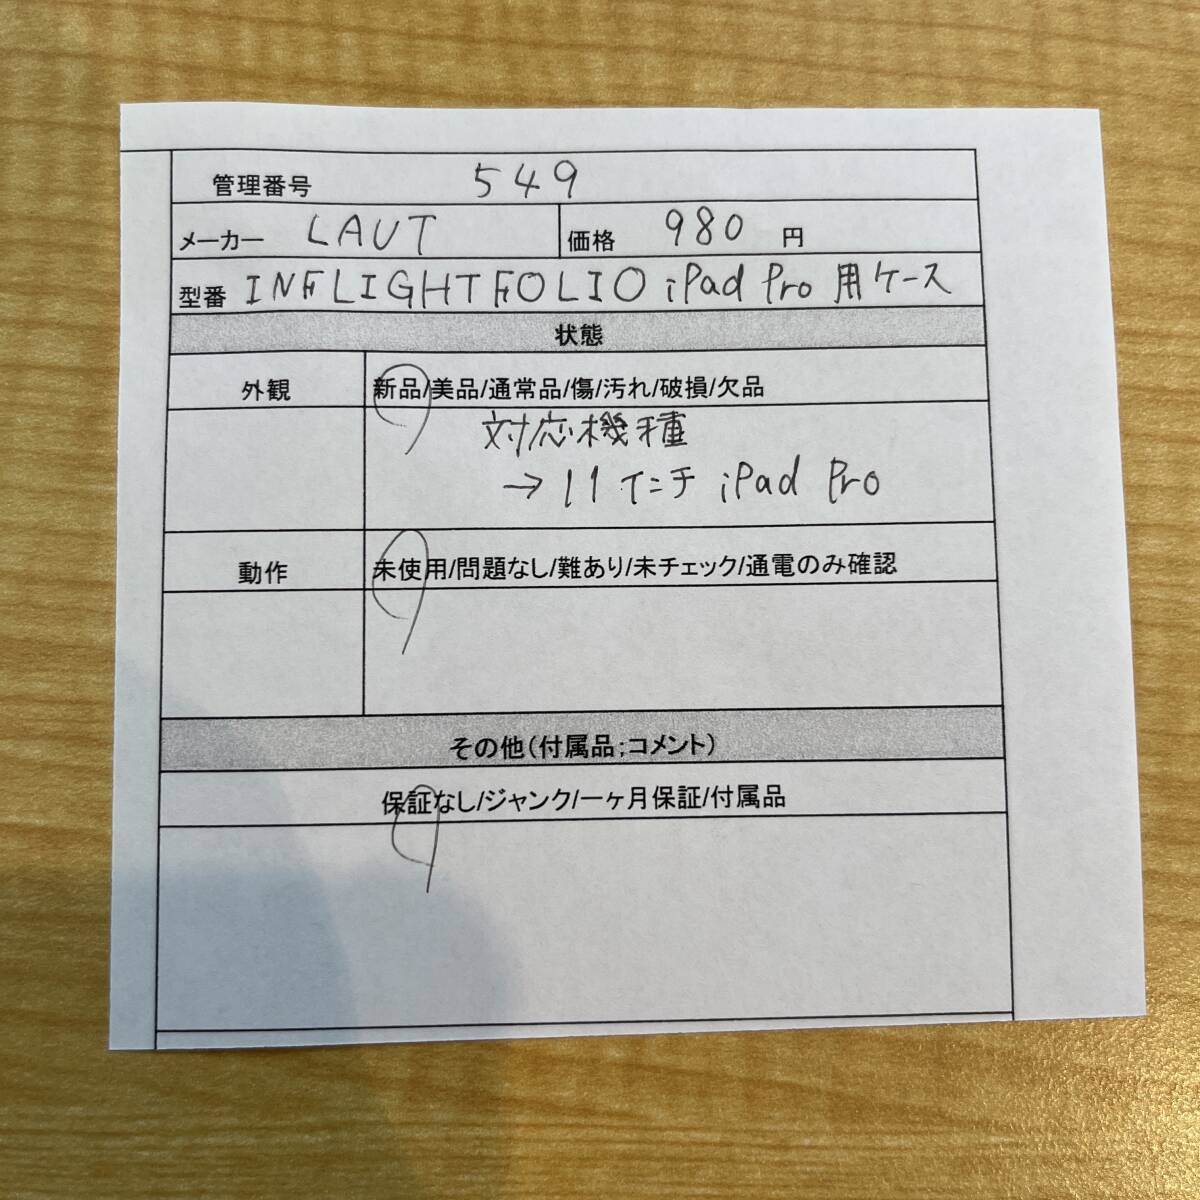 管理番号 549
メーカー LAUT 価格 980 円
型番 INFLIGHT FOLIO iPad Pro 用ケース
状態
外観 新品/美品/通常品/傷/汚れ/破損/欠品
対応機種
→11インチ iPad Pro
動作 未使用/問題なし/難あり/未チェック/通電のみ確認
その他(付属品;コメント)
保証なし/ジャンク/一ヶ月保証/付属品